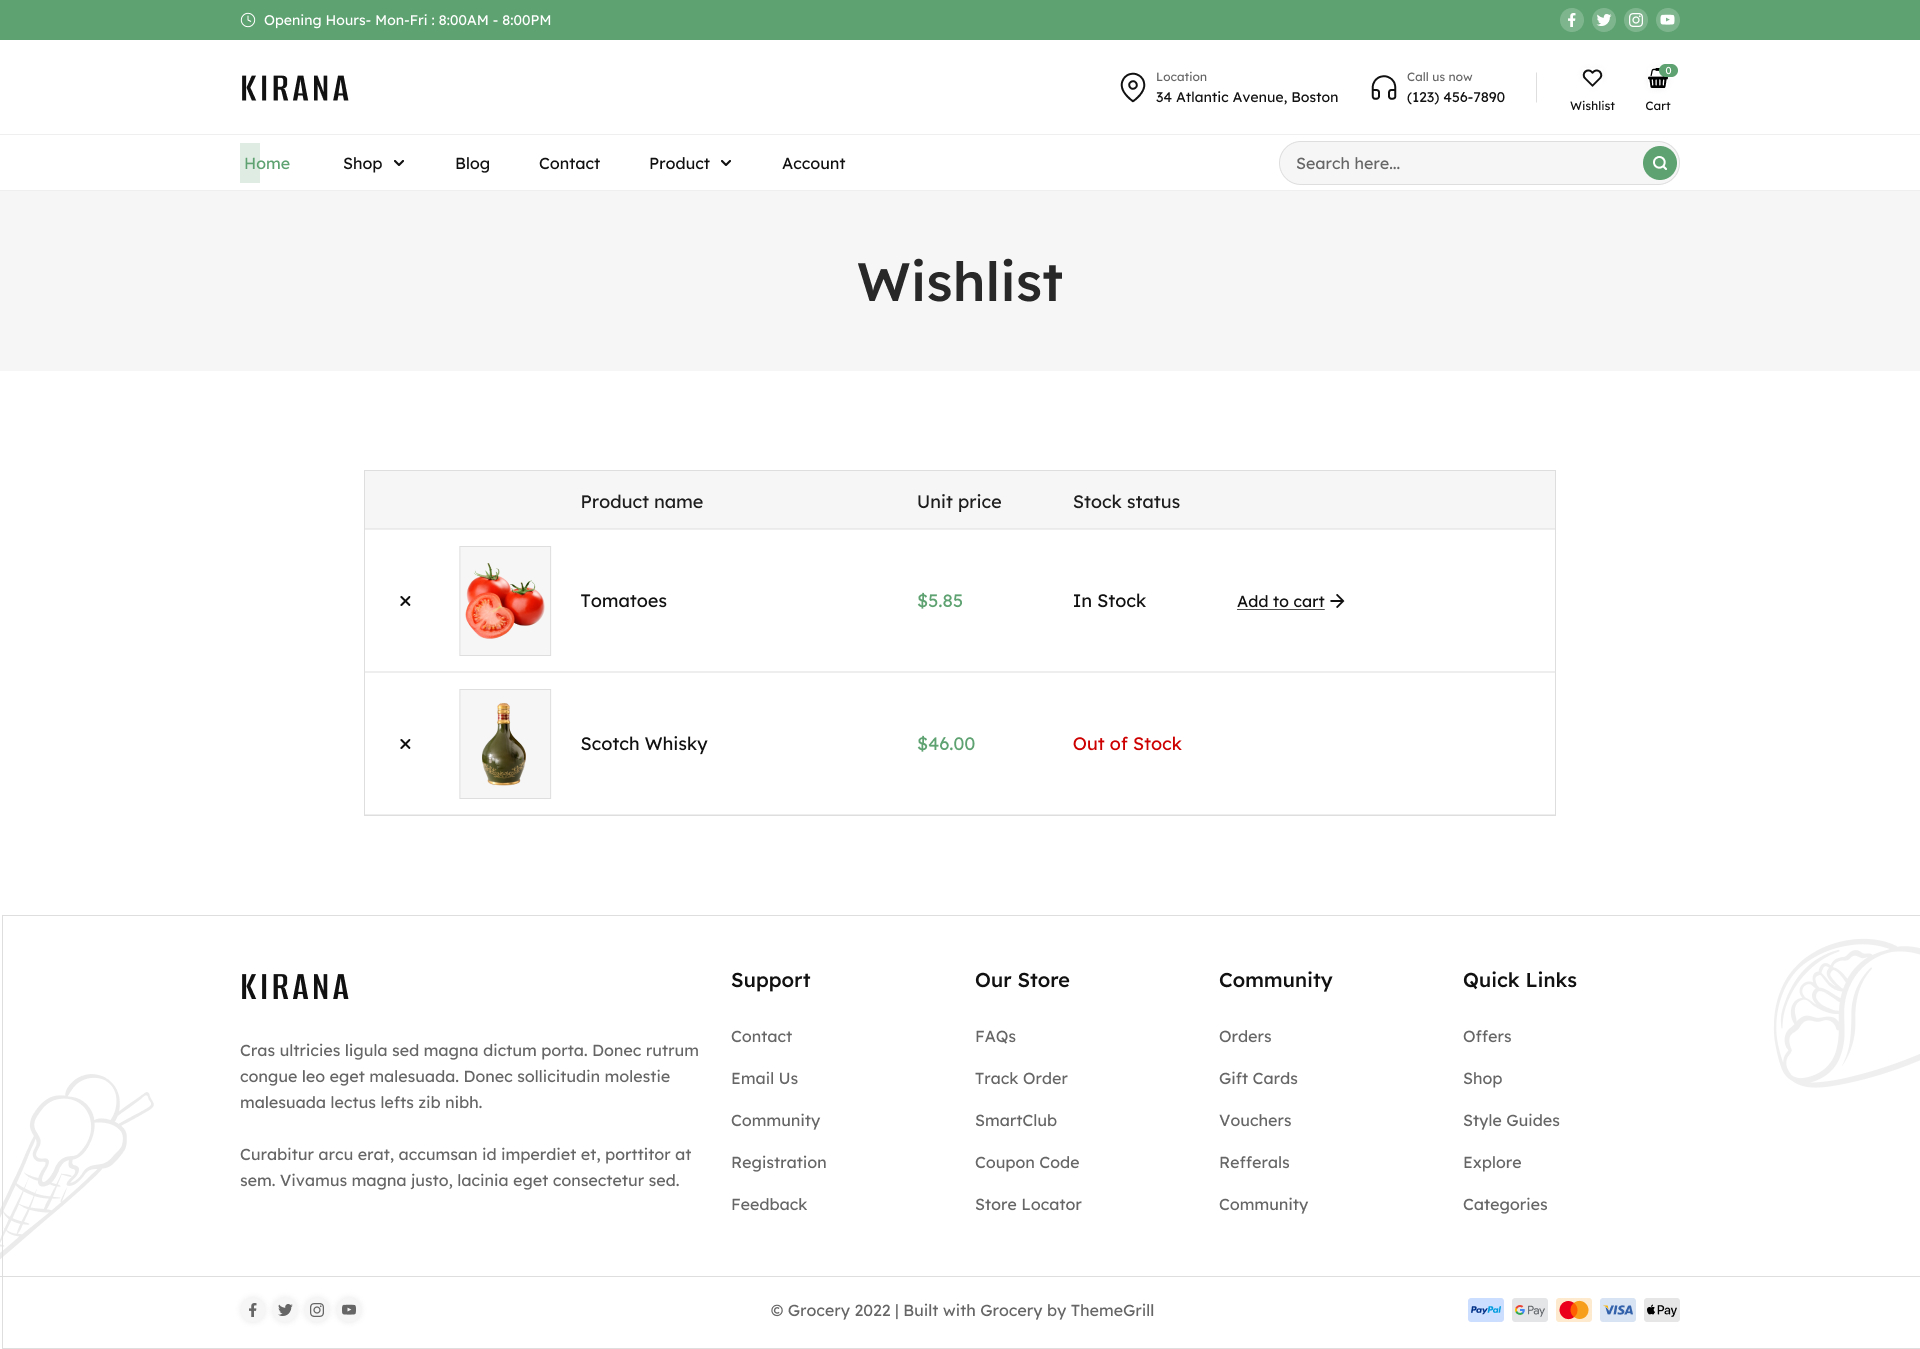 Opening Hours- Mon-Fri : 8:00AM - 8:00PM
KIRANA
Location
34 Atlantic Avenue, Boston
Call us now
(123) 456-7890
Wishlist
0
Cart
Home
Shop
Blog
Contact
Product
Account
Search here...
Wishlist
Product name
Unit price
Stock status
Tomatoes
$5.85
In Stock
Add to cart
Scotch Whisky
$46.00
Out of Stock
KIRANA
Cras ultricies ligula sed magna dictum porta. Donec rutrum
congue leo eget malesuada. Donec sollicitudin molestie
malesuada lectus lefts zib nibh.
Curabitur arcu erat, accumsan id imperdiet et, porttitor at
sem. Vivamus magna justo, lacinia eget consectetur sed.
Support
Contact
Email Us
Community
Registration
Feedback
Our Store
FAQs
Track Order
SmartClub
Coupon Code
Store Locator
Community
Orders
Gift Cards
Vouchers
Refferals
Community
Quick Links
Offers
Shop
Style Guides
Explore
Categories
© Grocery 2022 | Built with Grocery by ThemeGrill
PayPal
G Pay
VISA
Pay